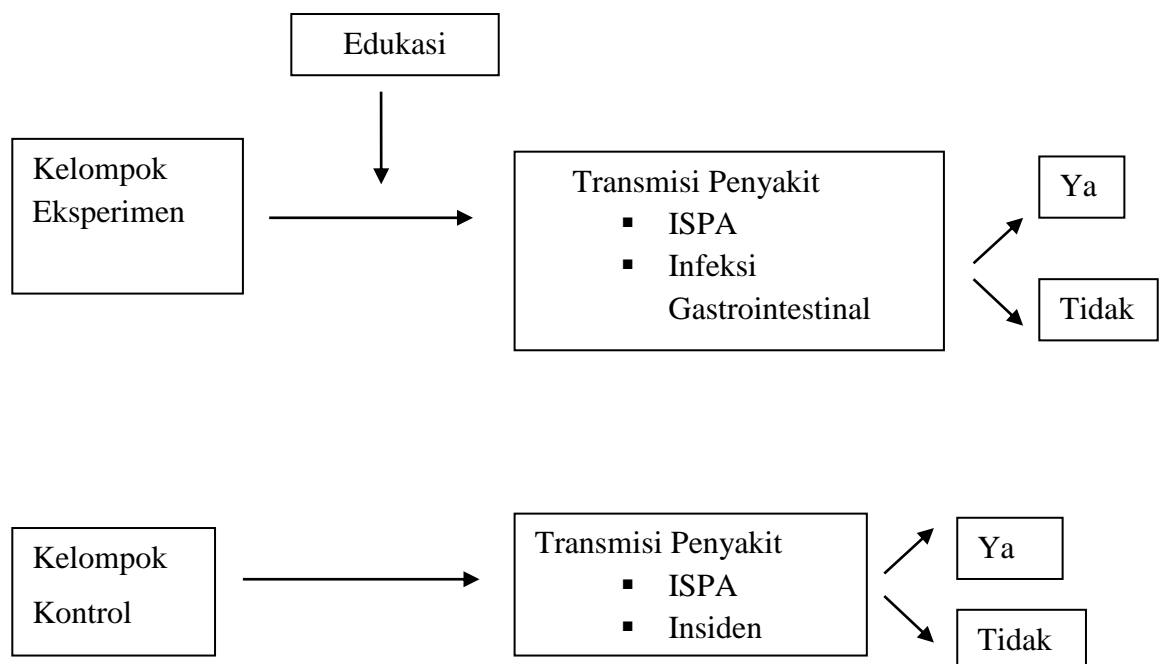 Edukasi
Kelompok
Eksperimen
Transmisi Penyakit
▪ ISPA
▪ Infeksi
Gastrointestinal
Ya
Tidak
Kelompok
Kontrol
Transmisi Penyakit
▪ ISPA
▪ Insiden
Ya
Tidak